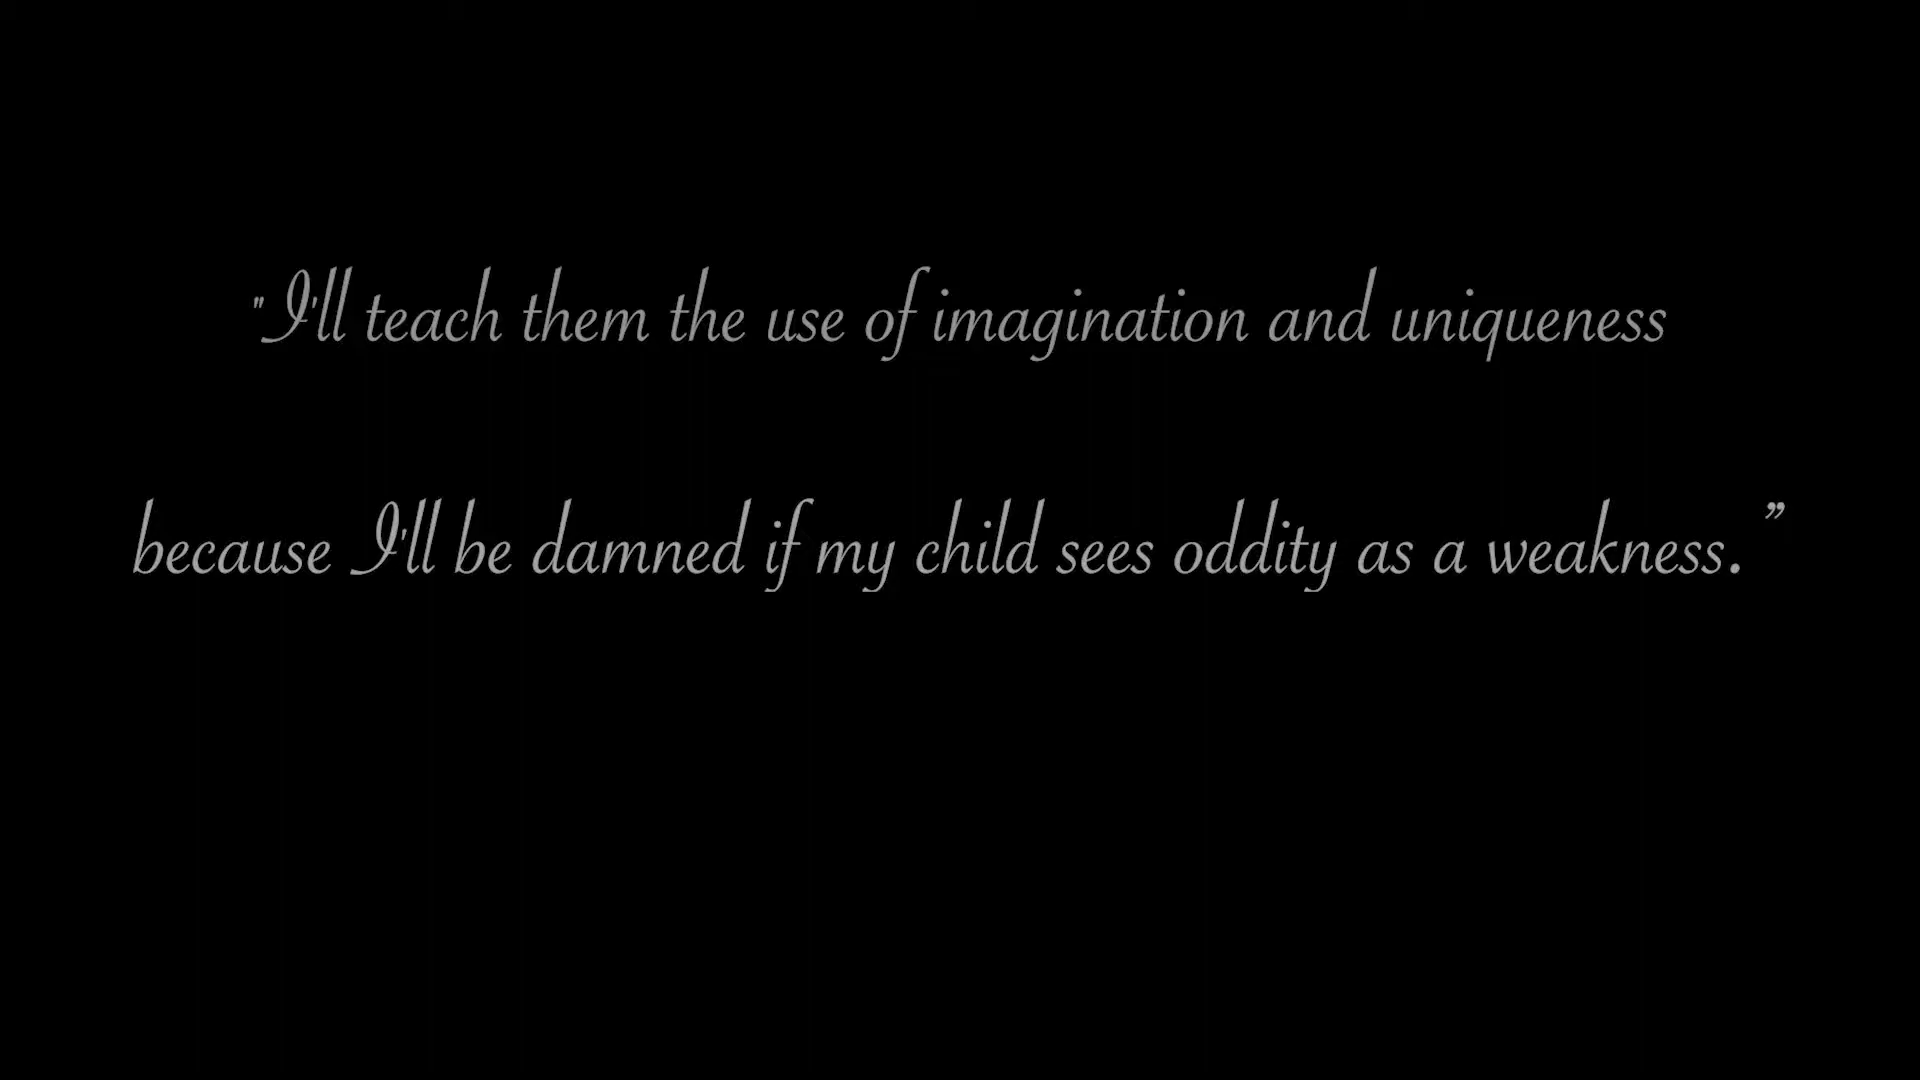 "I'll teach them the use of imagination and uniqueness
because I'll be damned if my child sees oddity as a weakness.”